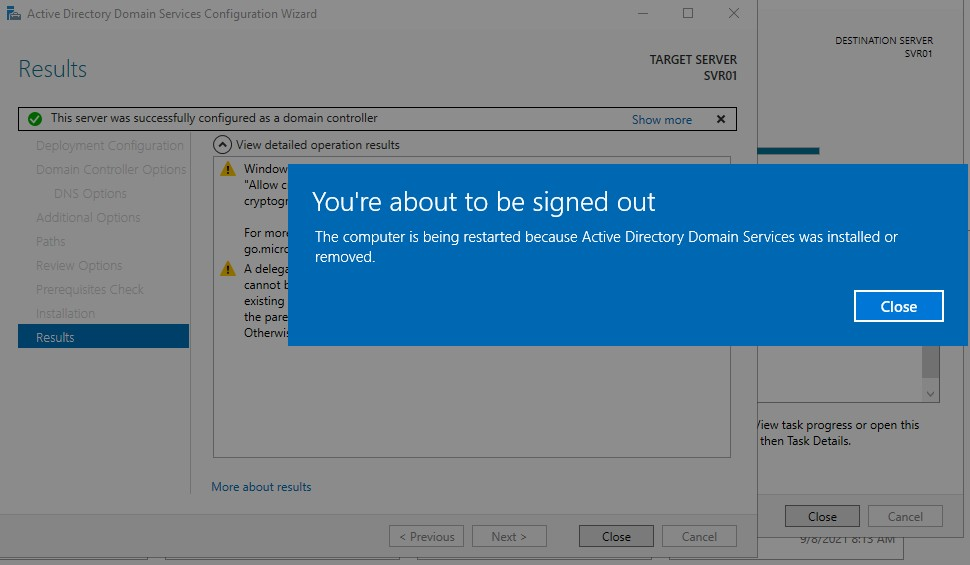 Active Directory Domain Services Configuration Wizard
DESTINATION SERVER
SVR01
Results
TARGET SERVER
SVR01
This server was successfully configured as a domain controller
Show more
Deployment Configuration
Domain Controller Options
DNS Options
Additional Options
Paths
Review Options
Prerequisites Check
Installation
Results
View detailed operation results
Window
"Allow c
cryptogr
For more
go.micro
A delega
cannot b
existing
the pare
Otherwis
You're about to be signed out
The computer is being restarted because Active Directory Domain Services was installed or
removed.
Close
View task progress or open this
then Task Details.
More about results
< Previous
Next >
Close
Cancel
Close
Cancel
9/8/2021 8:13 AM